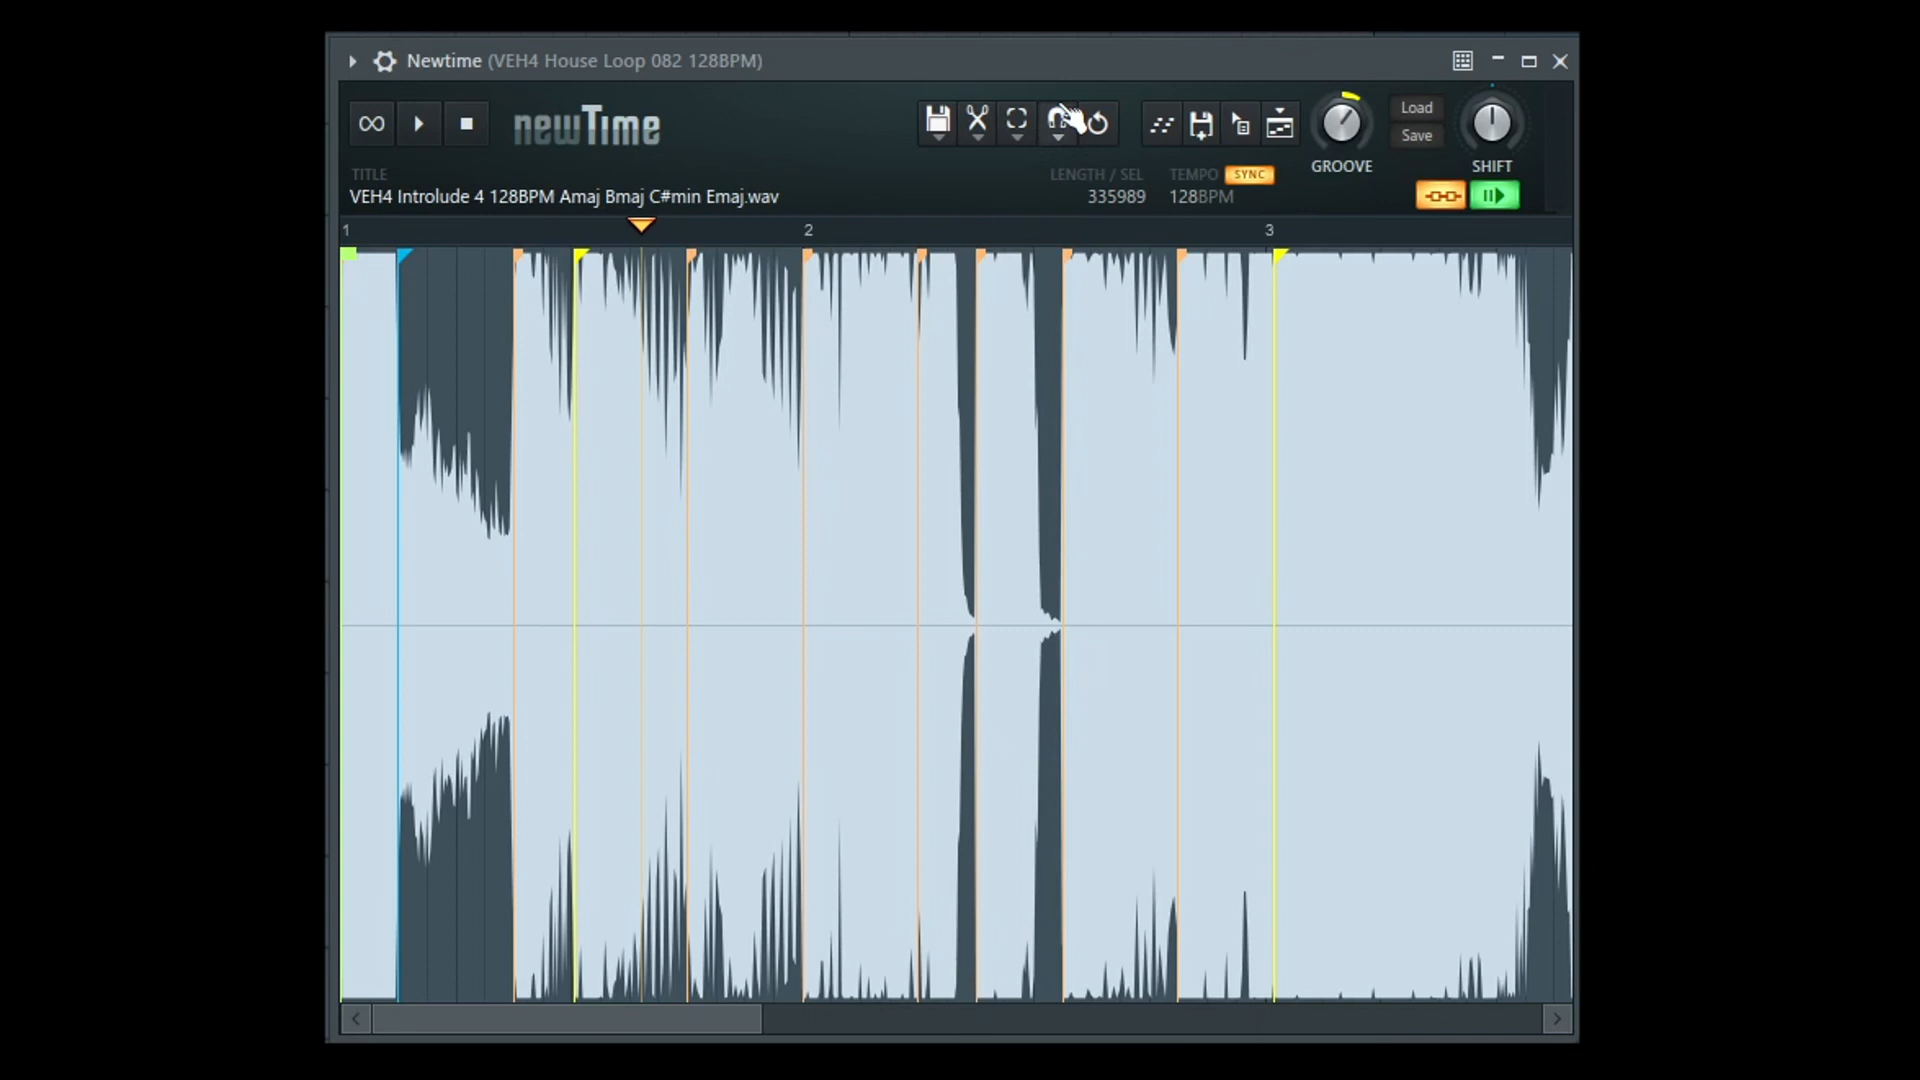 Newtime (VEH4 House Loop 082 128BPM)
newTime
Load
Save
GROOVE
SHIFT
TITLE
LENGTH / SEL
TEMPO SYNC
VEH4 Introlude 4 128BPM Amaj Bmaj C#min Emaj.wav
335989
128BPM
1
2
3